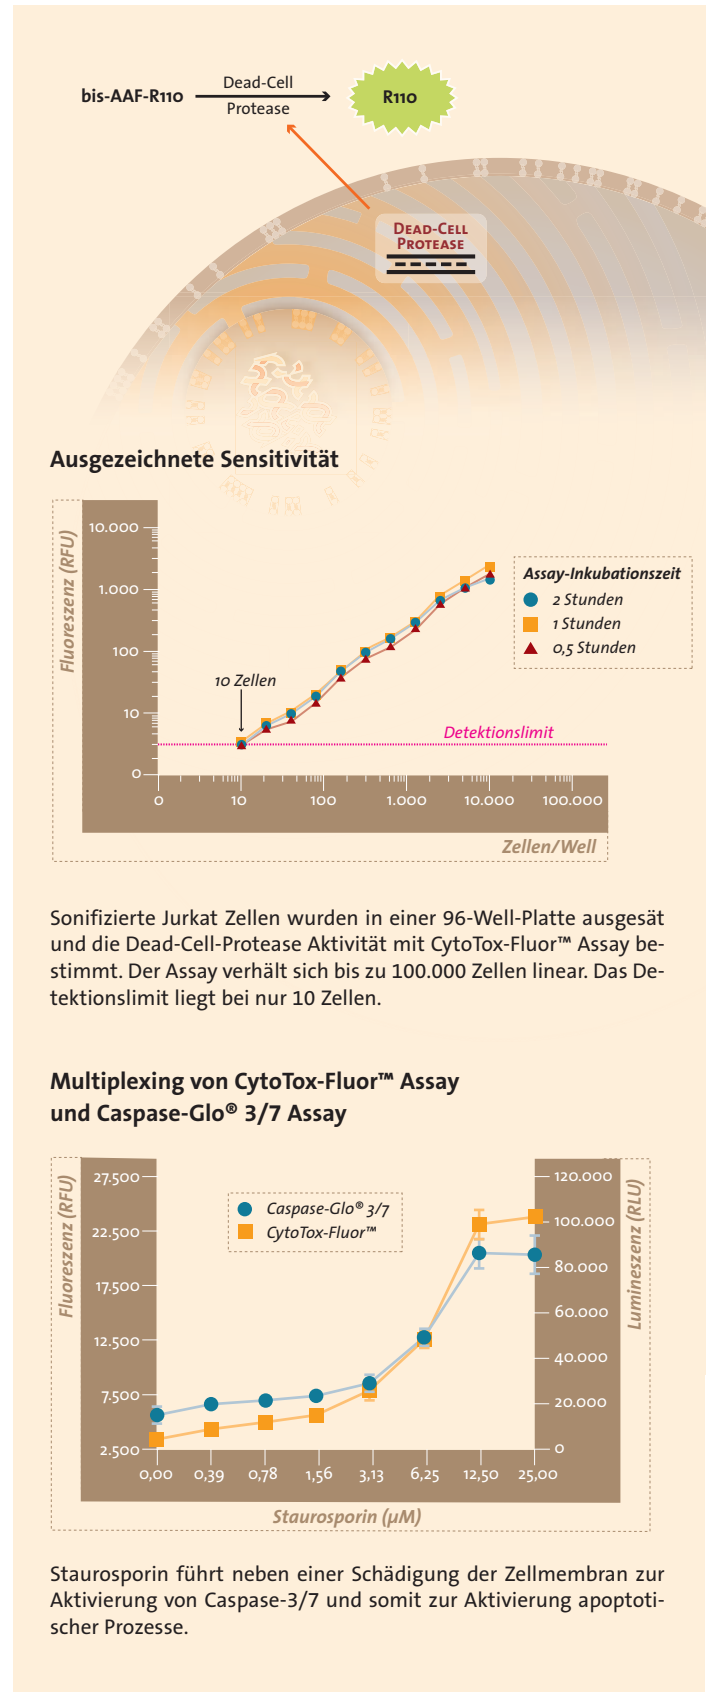 bis-AAF-R110
Dead-Cell
Protease
R110
Dead-Cell
Protease
Ausgezeichnete Sensitivität
Fluoreszenz (RFU)
10.000
1.000
100
10
0
10 Zellen
Detektionslimit
Assay-Inkubationszeit
2 Stunden
1 Stunden
0,5 Stunden
0 10 100 1.000 10.000 100.000
Zellen/Well
Sonifizierte Jurkat Zellen wurden in einer 96-Well-Platte ausgesät
und die Dead-Cell-Protease Aktivität mit CytoTox-Fluor™ Assay be-
stimmt. Der Assay verhält sich bis zu 100.000 Zellen linear. Das De-
tektionslimit liegt bei nur 10 Zellen.
Multiplexing von CytoTox-Fluor™ Assay
und Caspase-Glo® 3/7 Assay
Fluoreszenz (RFU)
27.500
22.500
17.500
12.500
7.500
2.500
Caspase-Glo® 3/7
CytoTox-Fluor™
120.000
100.000
80.000
60.000
40.000
20.000
0
Lumineszenz (RLU)
0,00 0,39 0,78 1,56 3,13 6,25 12,50 25,00
Staurosporin (µM)
Staurosporin führt neben einer Schädigung der Zellmembran zur
Aktivierung von Caspase-3/7 und somit zur Aktivierung apoptoti-
scher Prozesse.